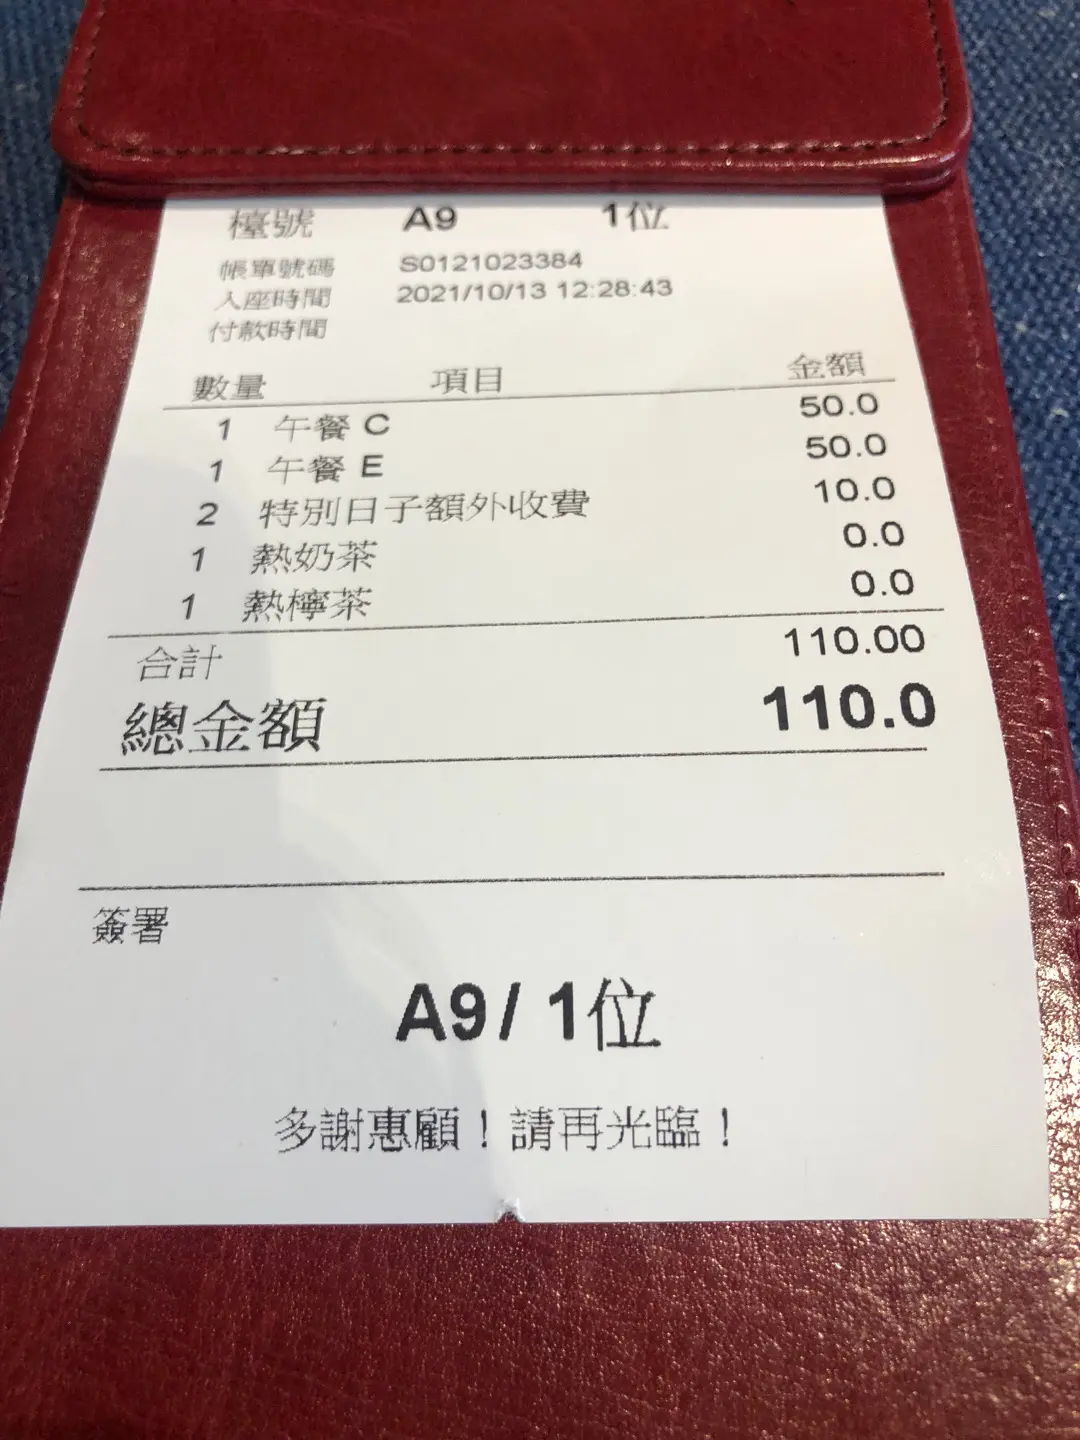 檯號 A9 1位
帳單號碼 S0121023384
入座時間 2021/10/13 12:28:43
付款時間
數量 項目 金額
1 午餐 C 50.0
1 午餐 E 50.0
2 特別日子額外收費 10.0
1 熱奶茶 0.0
1 熱檸茶 0.0
合計 110.00
總金額 110.0
簽署
A9/ 1位
多謝惠顧！請再光臨！